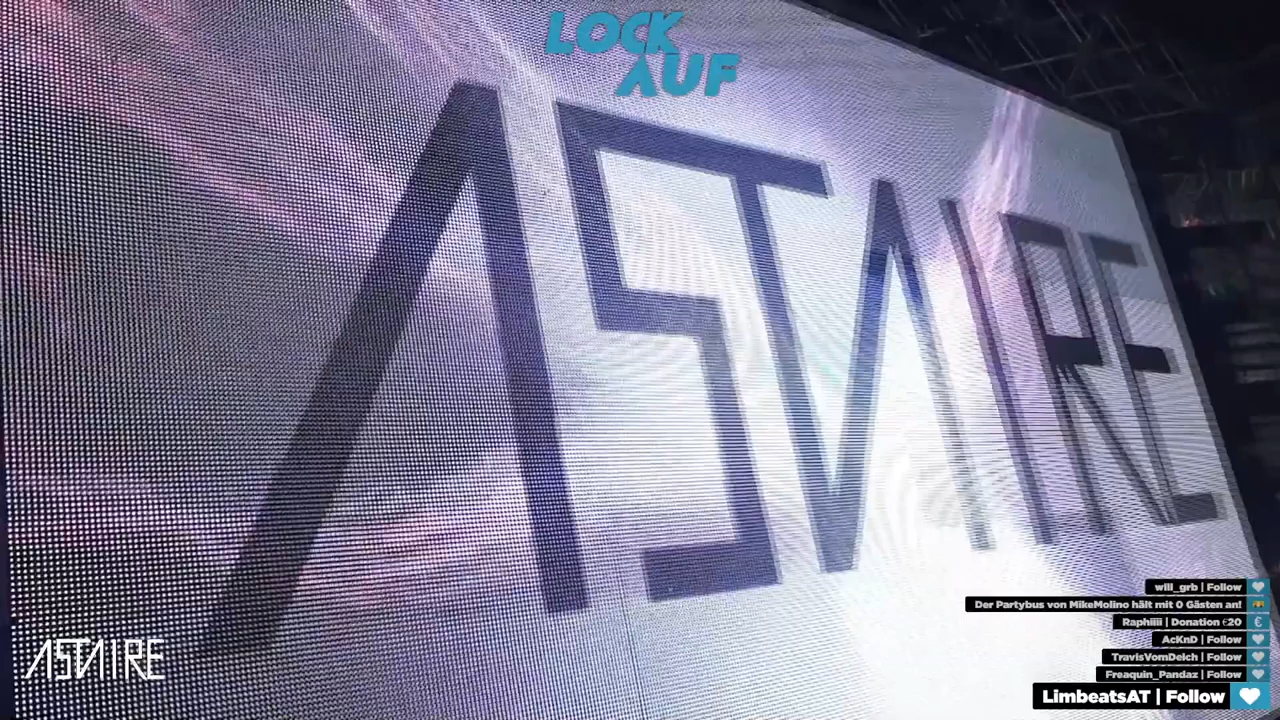 LOCK
AUF
ASTAIRE
will_grb | Follow
Der Partybus von MikeMolino hält mit 0 Gästen an!
Raphiiii | Donation €20
AcKnD | Follow
TravisVomDeich | Follow
Freaquin_Pandaz | Follow
LimbeatsAT | Follow
ASTAIRE